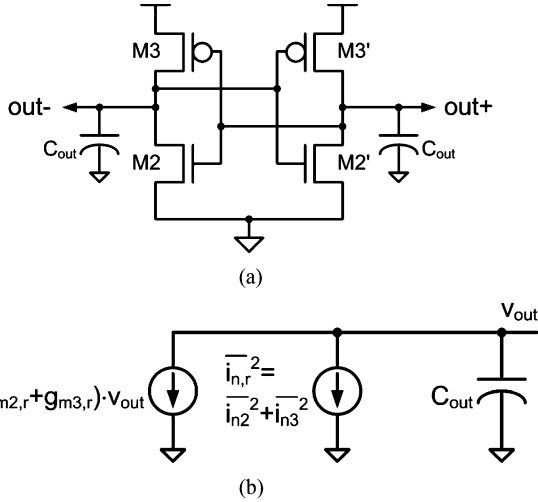 M3 M3'
out- out+
Cout M2 M2' Cout
(a)
vout
m2,r+gm3,r)·vout
in,r²=
in2²+in3²
Cout
(b)